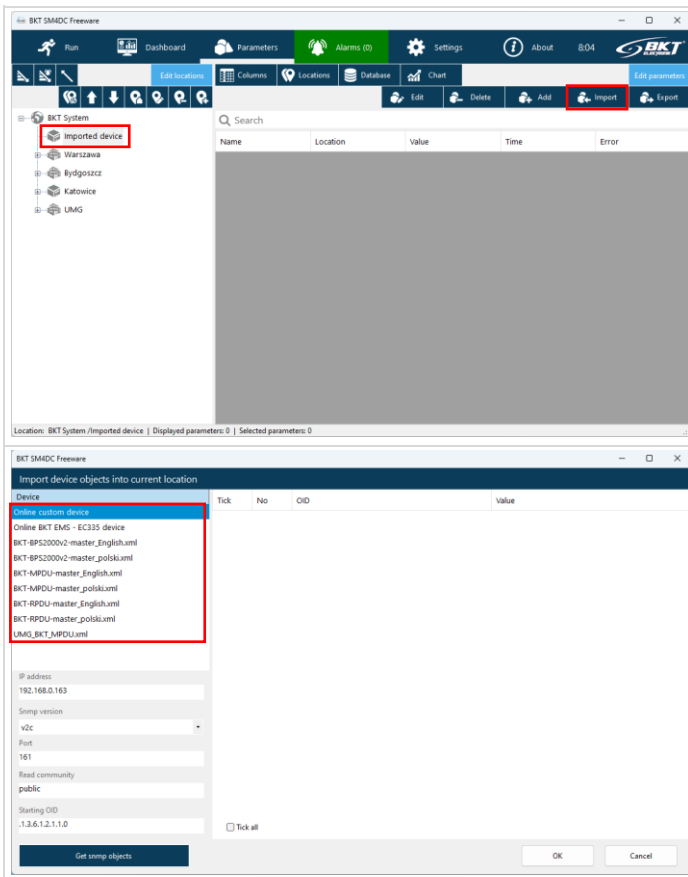 BKT SM4DC Freeware
Run Dashboard Parameters Alarms (0) Settings About 8:04 BKT ELEKTRONIK
Edit locations Columns Locations Database Chart Edit parameters
Edit Delete Add Import Export
BKT System
Imported device
Warszawa
Bydgoszcz
Katowice
UMG
Search
Name Location Value Time Error
Location: BKT System /Imported device | Displayed parameters: 0 | Selected parameters: 0
BKT SM4DC Freeware
Import device objects into current location
Device Tick No OID Value
Online custom device
Online BKT EMS - EC335 device
BKT-BPS2000v2-master_English.xml
BKT-BPS2000v2-master_polski.xml
BKT-MPDU-master_English.xml
BKT-MPDU-master_polski.xml
BKT-RPDU-master_English.xml
BKT-RPDU-master_polski.xml
UMG_BKT_MPDU.xml
IP address
192.168.0.163
Snmp version
v2c
Port
161
Read community
public
Starting OID
.1.3.6.1.2.1.1.0
Tick all
Get snmp objects OK Cancel